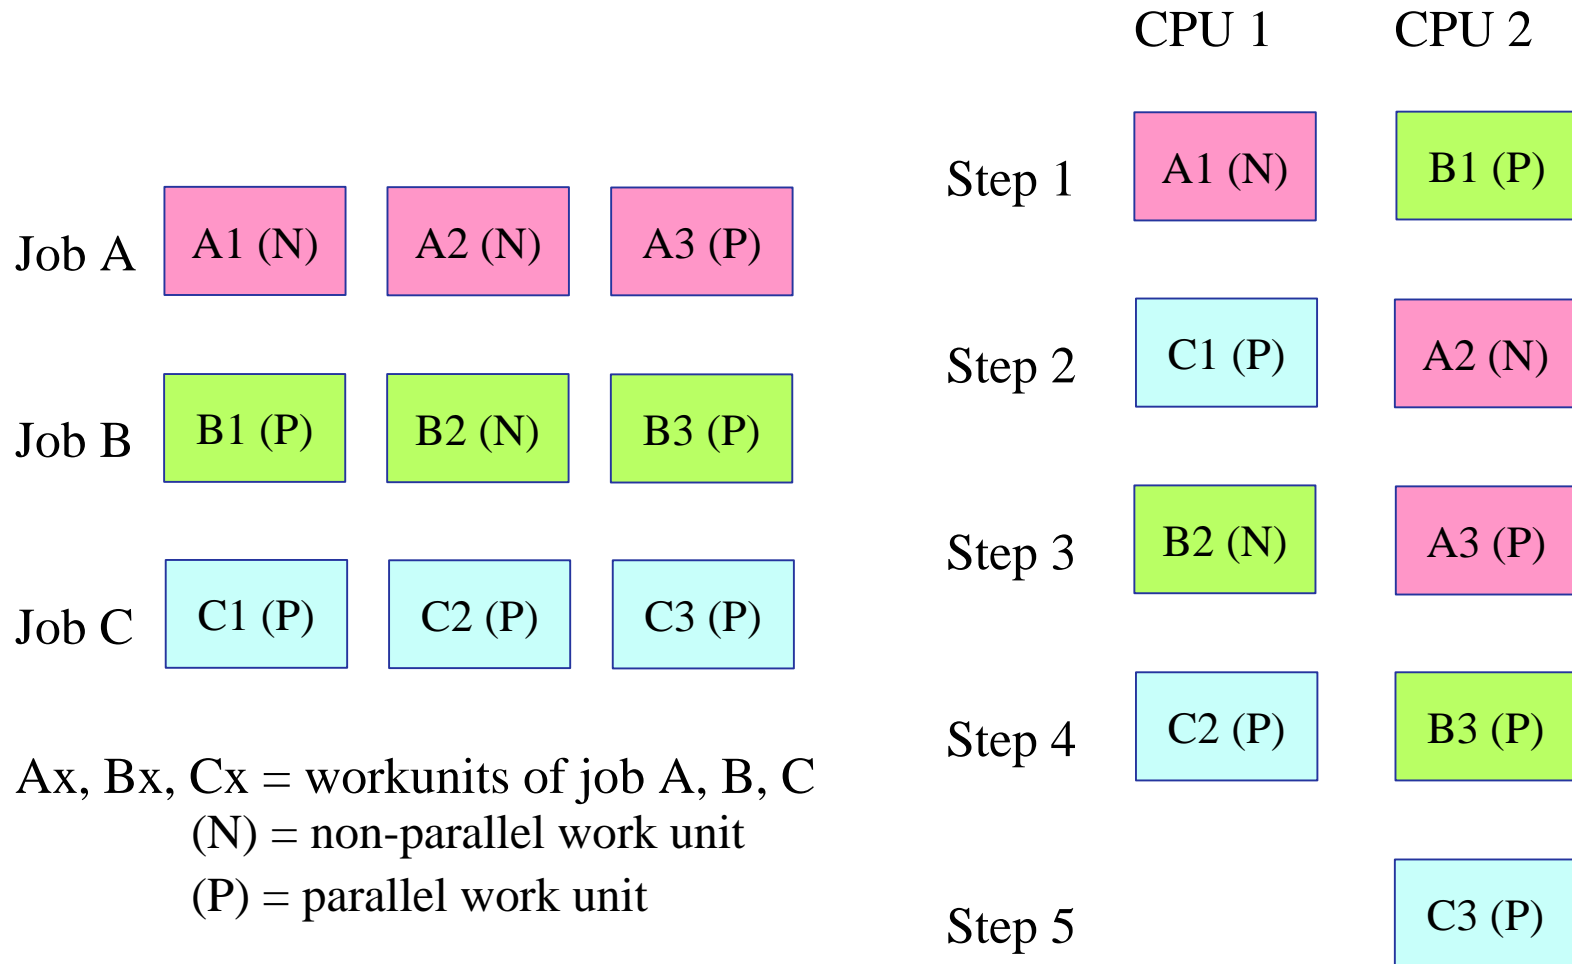 CPU 1 CPU 2
Step 1 A1 (N) B1 (P)
Job A A1 (N) A2 (N) A3 (P)
Step 2 C1 (P) A2 (N)
Job B B1 (P) B2 (N) B3 (P)
Step 3 B2 (N) A3 (P)
Job C C1 (P) C2 (P) C3 (P)
Step 4 C2 (P) B3 (P)
Ax, Bx, Cx = workunits of job A, B, C
(N) = non-parallel work unit
(P) = parallel work unit
Step 5 C3 (P)